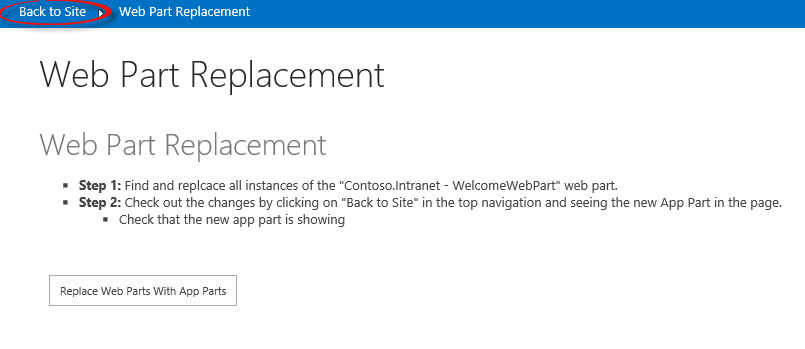 Back to Site Web Part Replacement
Web Part Replacement
Web Part Replacement
Step 1: Find and replcace all instances of the "Contoso.Intranet - WelcomeWebPart" web part.
Step 2: Check out the changes by clicking on "Back to Site" in the top navigation and seeing the new App Part in the page.
Check that the new app part is showing
Replace Web Parts With App Parts